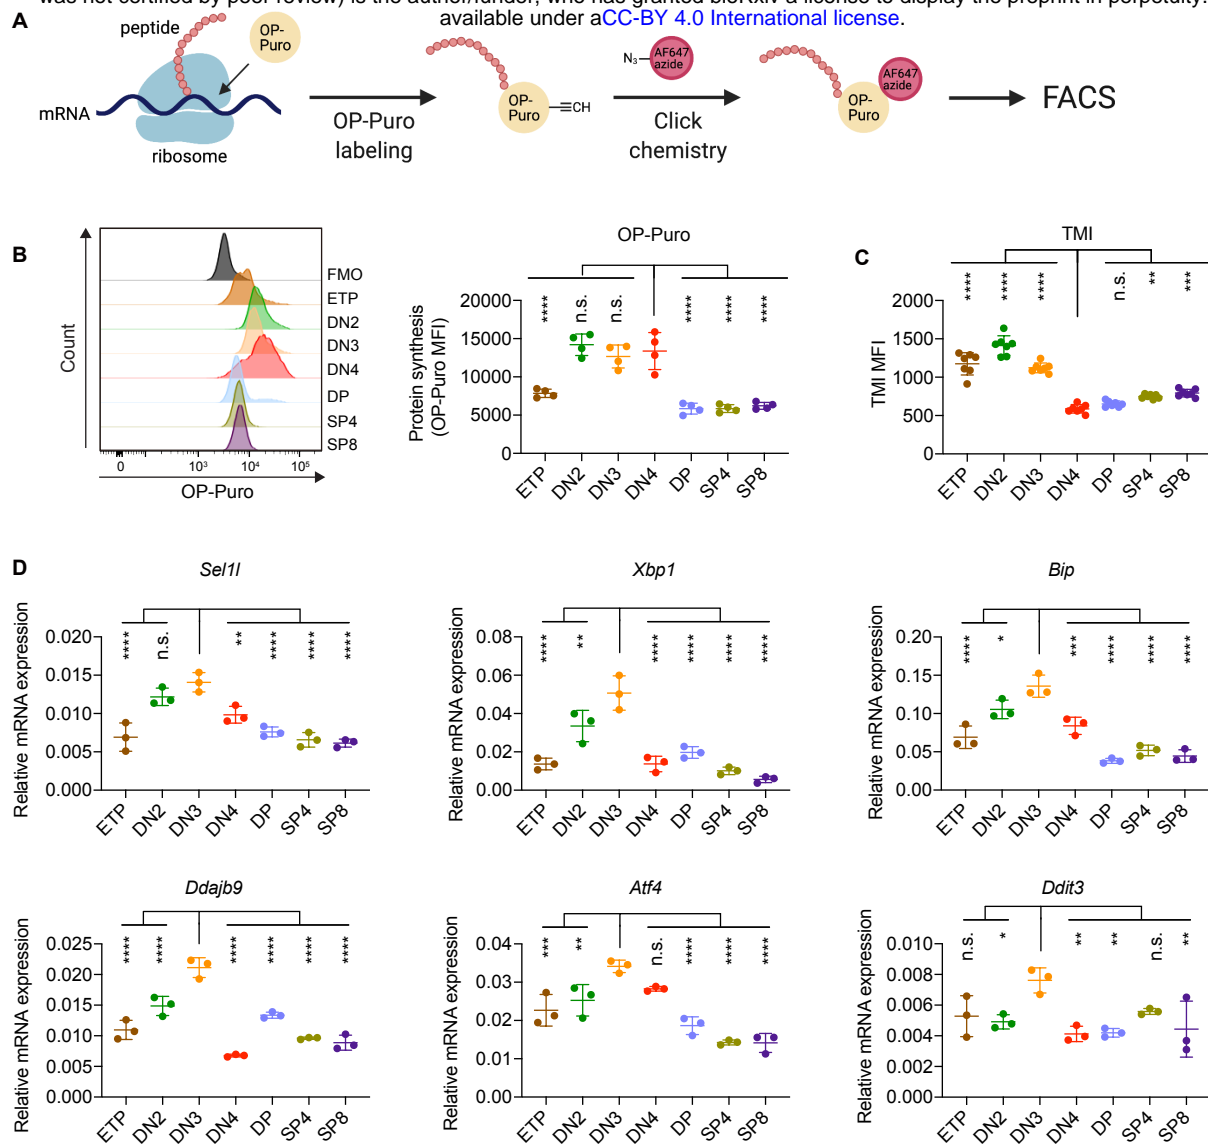 was not certified by peer review) is the author/funder, who has granted bioRxiv a license to display the preprint in perpetuity.
available under aCC-BY 4.0 International license.
A
peptide
OP-
Puro
mRNA
ribosome
OP-Puro
labeling
OP-
Puro
≡CH
N3
AF647
azide
Click
chemistry
OP-
Puro
AF647
azide
FACS
B
Count
FMO
ETP
DN2
DN3
DN4
DP
SP4
SP8
0 10³ 10⁴ 10⁵
OP-Puro
OP-Puro
**** n.s. n.s. **** **** ****
Protein synthesis
(OP-Puro MFI)
20000
15000
10000
5000
0
ETP DN2 DN3 DN4 DP SP4 SP8
C
TMI
**** **** **** n.s. ** ***
TMI MFI
2000
1500
1000
500
0
ETP DN2 DN3 DN4 DP SP4 SP8
D
Sel1l
**** n.s. ** **** **** ****
Relative mRNA expression
0.020
0.015
0.010
0.005
0.000
ETP DN2 DN3 DN4 DP SP4 SP8
Xbp1
**** ** **** **** **** ****
Relative mRNA expression
0.08
0.06
0.04
0.02
0.00
ETP DN2 DN3 DN4 DP SP4 SP8
Bip
**** * *** **** **** ****
Relative mRNA expression
0.20
0.15
0.10
0.05
0.00
ETP DN2 DN3 DN4 DP SP4 SP8
Ddajb9
**** **** **** **** **** ****
Relative mRNA expression
0.025
0.020
0.015
0.010
0.005
0.000
ETP DN2 DN3 DN4 DP SP4 SP8
Atf4
*** ** n.s. **** **** ****
Relative mRNA expression
0.04
0.03
0.02
0.01
0.00
ETP DN2 DN3 DN4 DP SP4 SP8
Ddit3
n.s. * ** ** n.s. **
Relative mRNA expression
0.010
0.008
0.006
0.004
0.002
0.000
ETP DN2 DN3 DN4 DP SP4 SP8